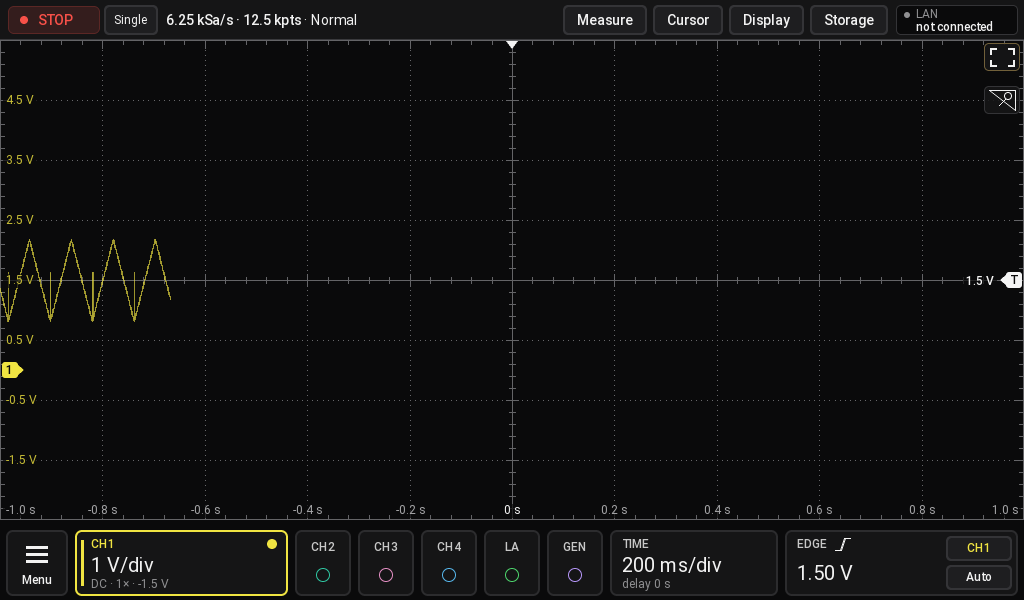 STOP
Single
6.25 kSa/s · 12.5 kpts · Normal
Measure
Cursor
Display
Storage
LAN
not connected
4.5 V
3.5 V
2.5 V
1.5 V
1.5 V
T
0.5 V
1
-0.5 V
-1.5 V
-1.0 s
-0.8 s
-0.6 s
-0.4 s
-0.2 s
0 s
0.2 s
0.4 s
0.6 s
0.8 s
1.0 s
Menu
CH1
1 V/div
DC · 1× · -1.5 V
CH2
CH3
CH4
LA
GEN
TIME
200 ms/div
delay 0 s
EDGE
1.50 V
CH1
Auto